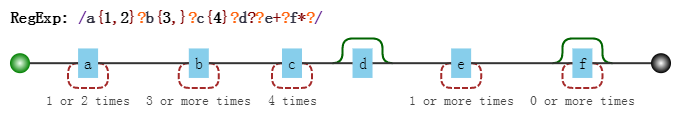 RegExp: /a{1,2}?b{3,}?c{4}?d??e+?f*?/
a b c d e f
1 or 2 times 3 or more times 4 times 1 or more times 0 or more times